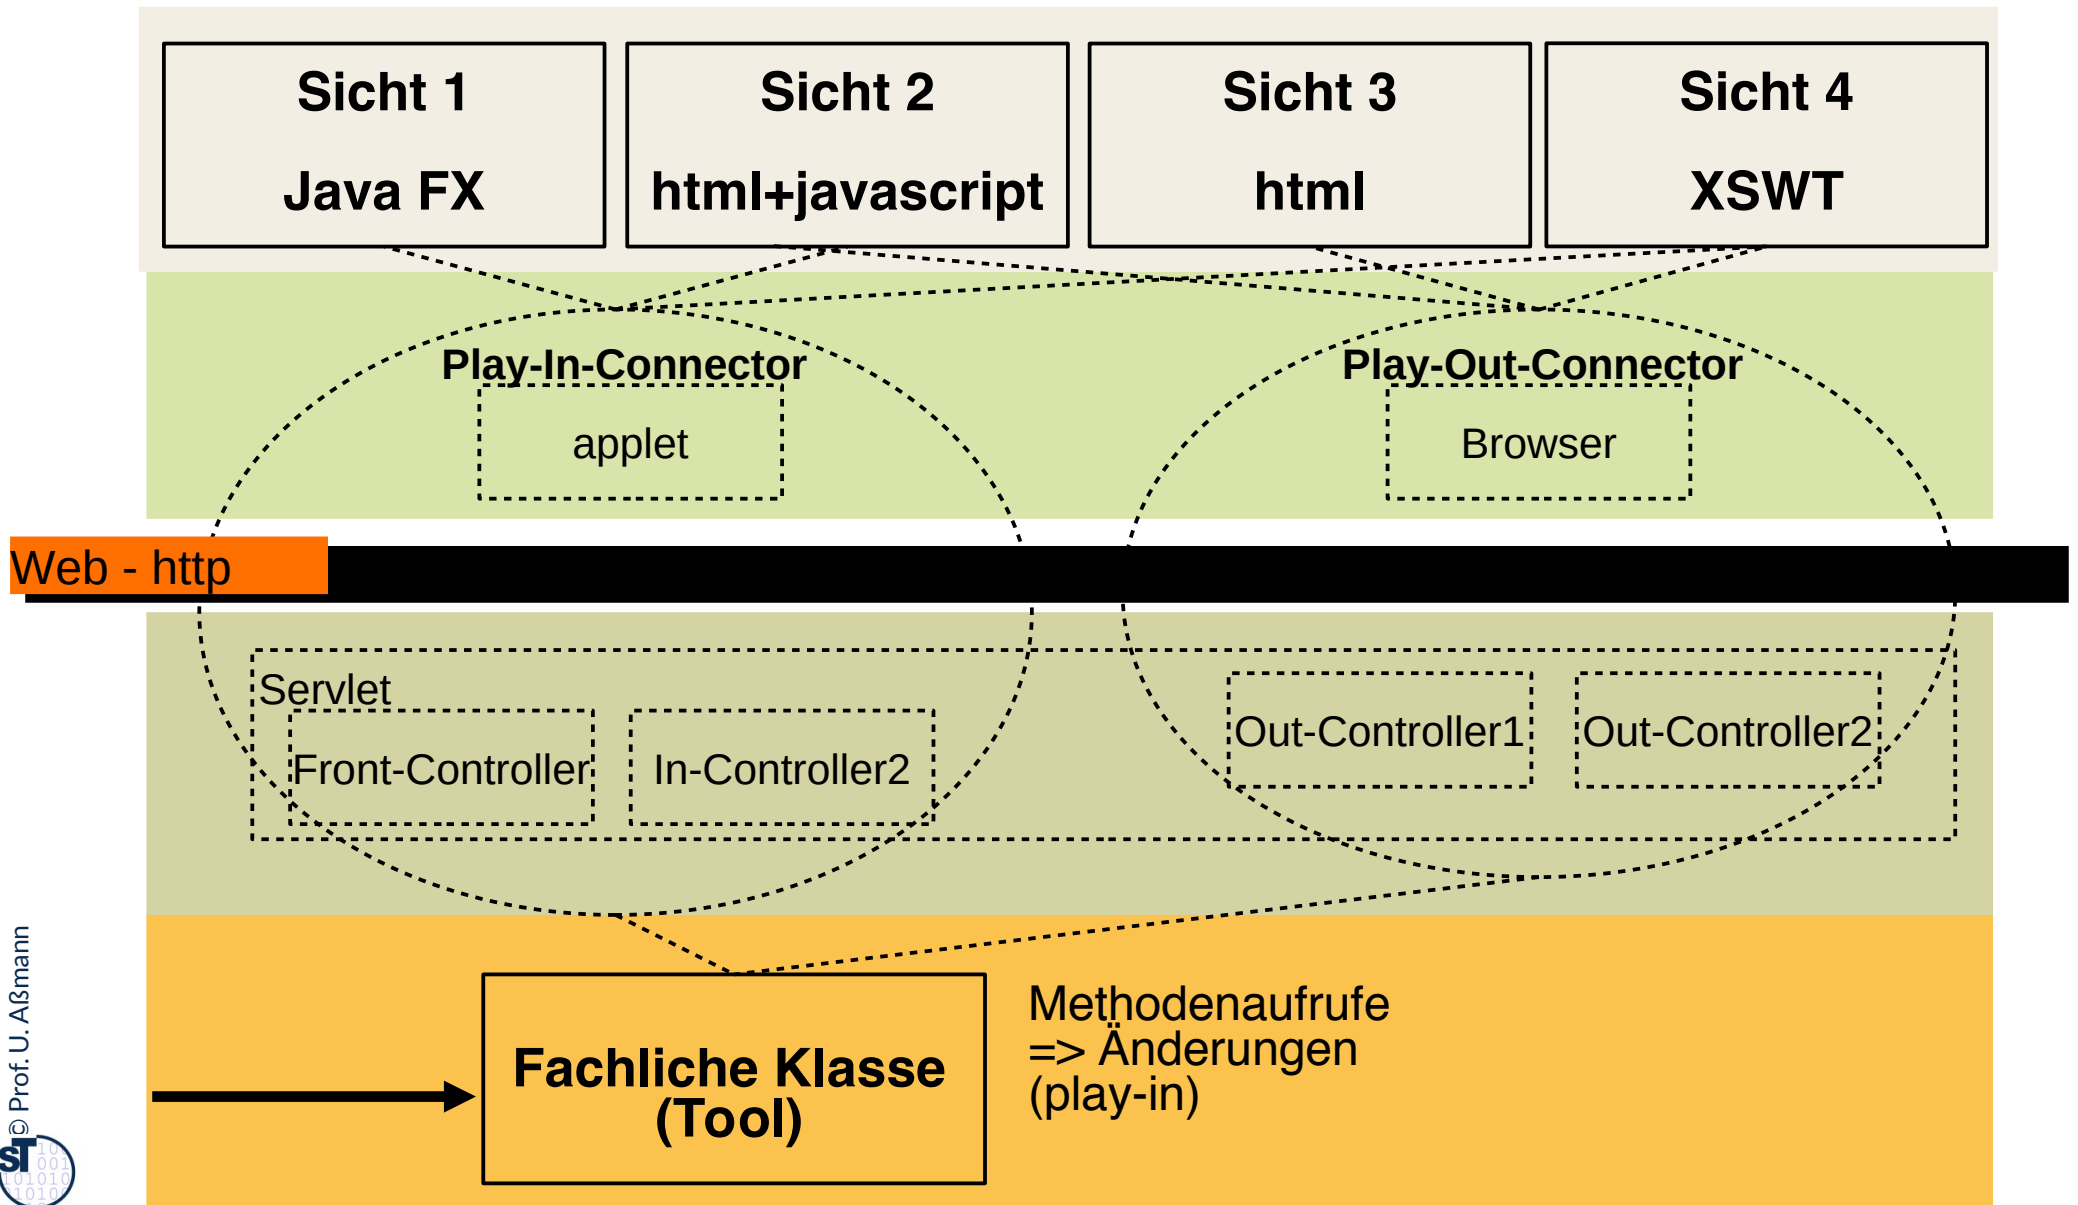 Sicht 1
Java FX
Sicht 2
html+javascript
Sicht 3
html
Sicht 4
XSWT
Play-In-Connector
applet
Play-Out-Connector
Browser
Web - http
Servlet
Front-Controller
In-Controller2
Out-Controller1
Out-Controller2
Fachliche Klasse
(Tool)
Methodenaufrufe
=> Änderungen
(play-in)
© Prof. U. Aßmann
ST